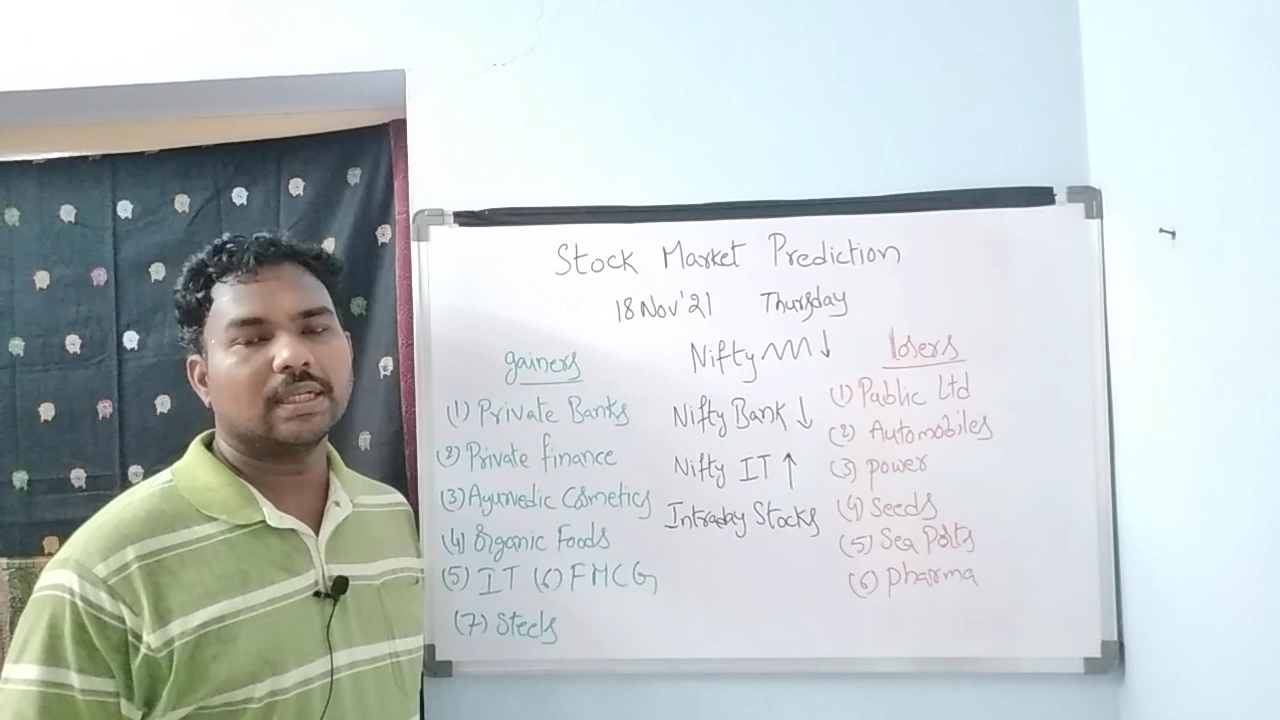 Stock Market Prediction
18 Nov'21 Thursday
Nifty ↓
gainers
(1) Private Banks
(2) Private finance
(3) Ayurvedic Cosmetics
(4) Organic Foods
(5) IT (6) FMCG
(7) Steels
Nifty Bank ↓
Nifty IT ↑
Intraday Stocks
losers
(1) Public Ltd
(2) Automobiles
(3) power
(4) Seeds
(5) Sea Ports
(6) Pharma